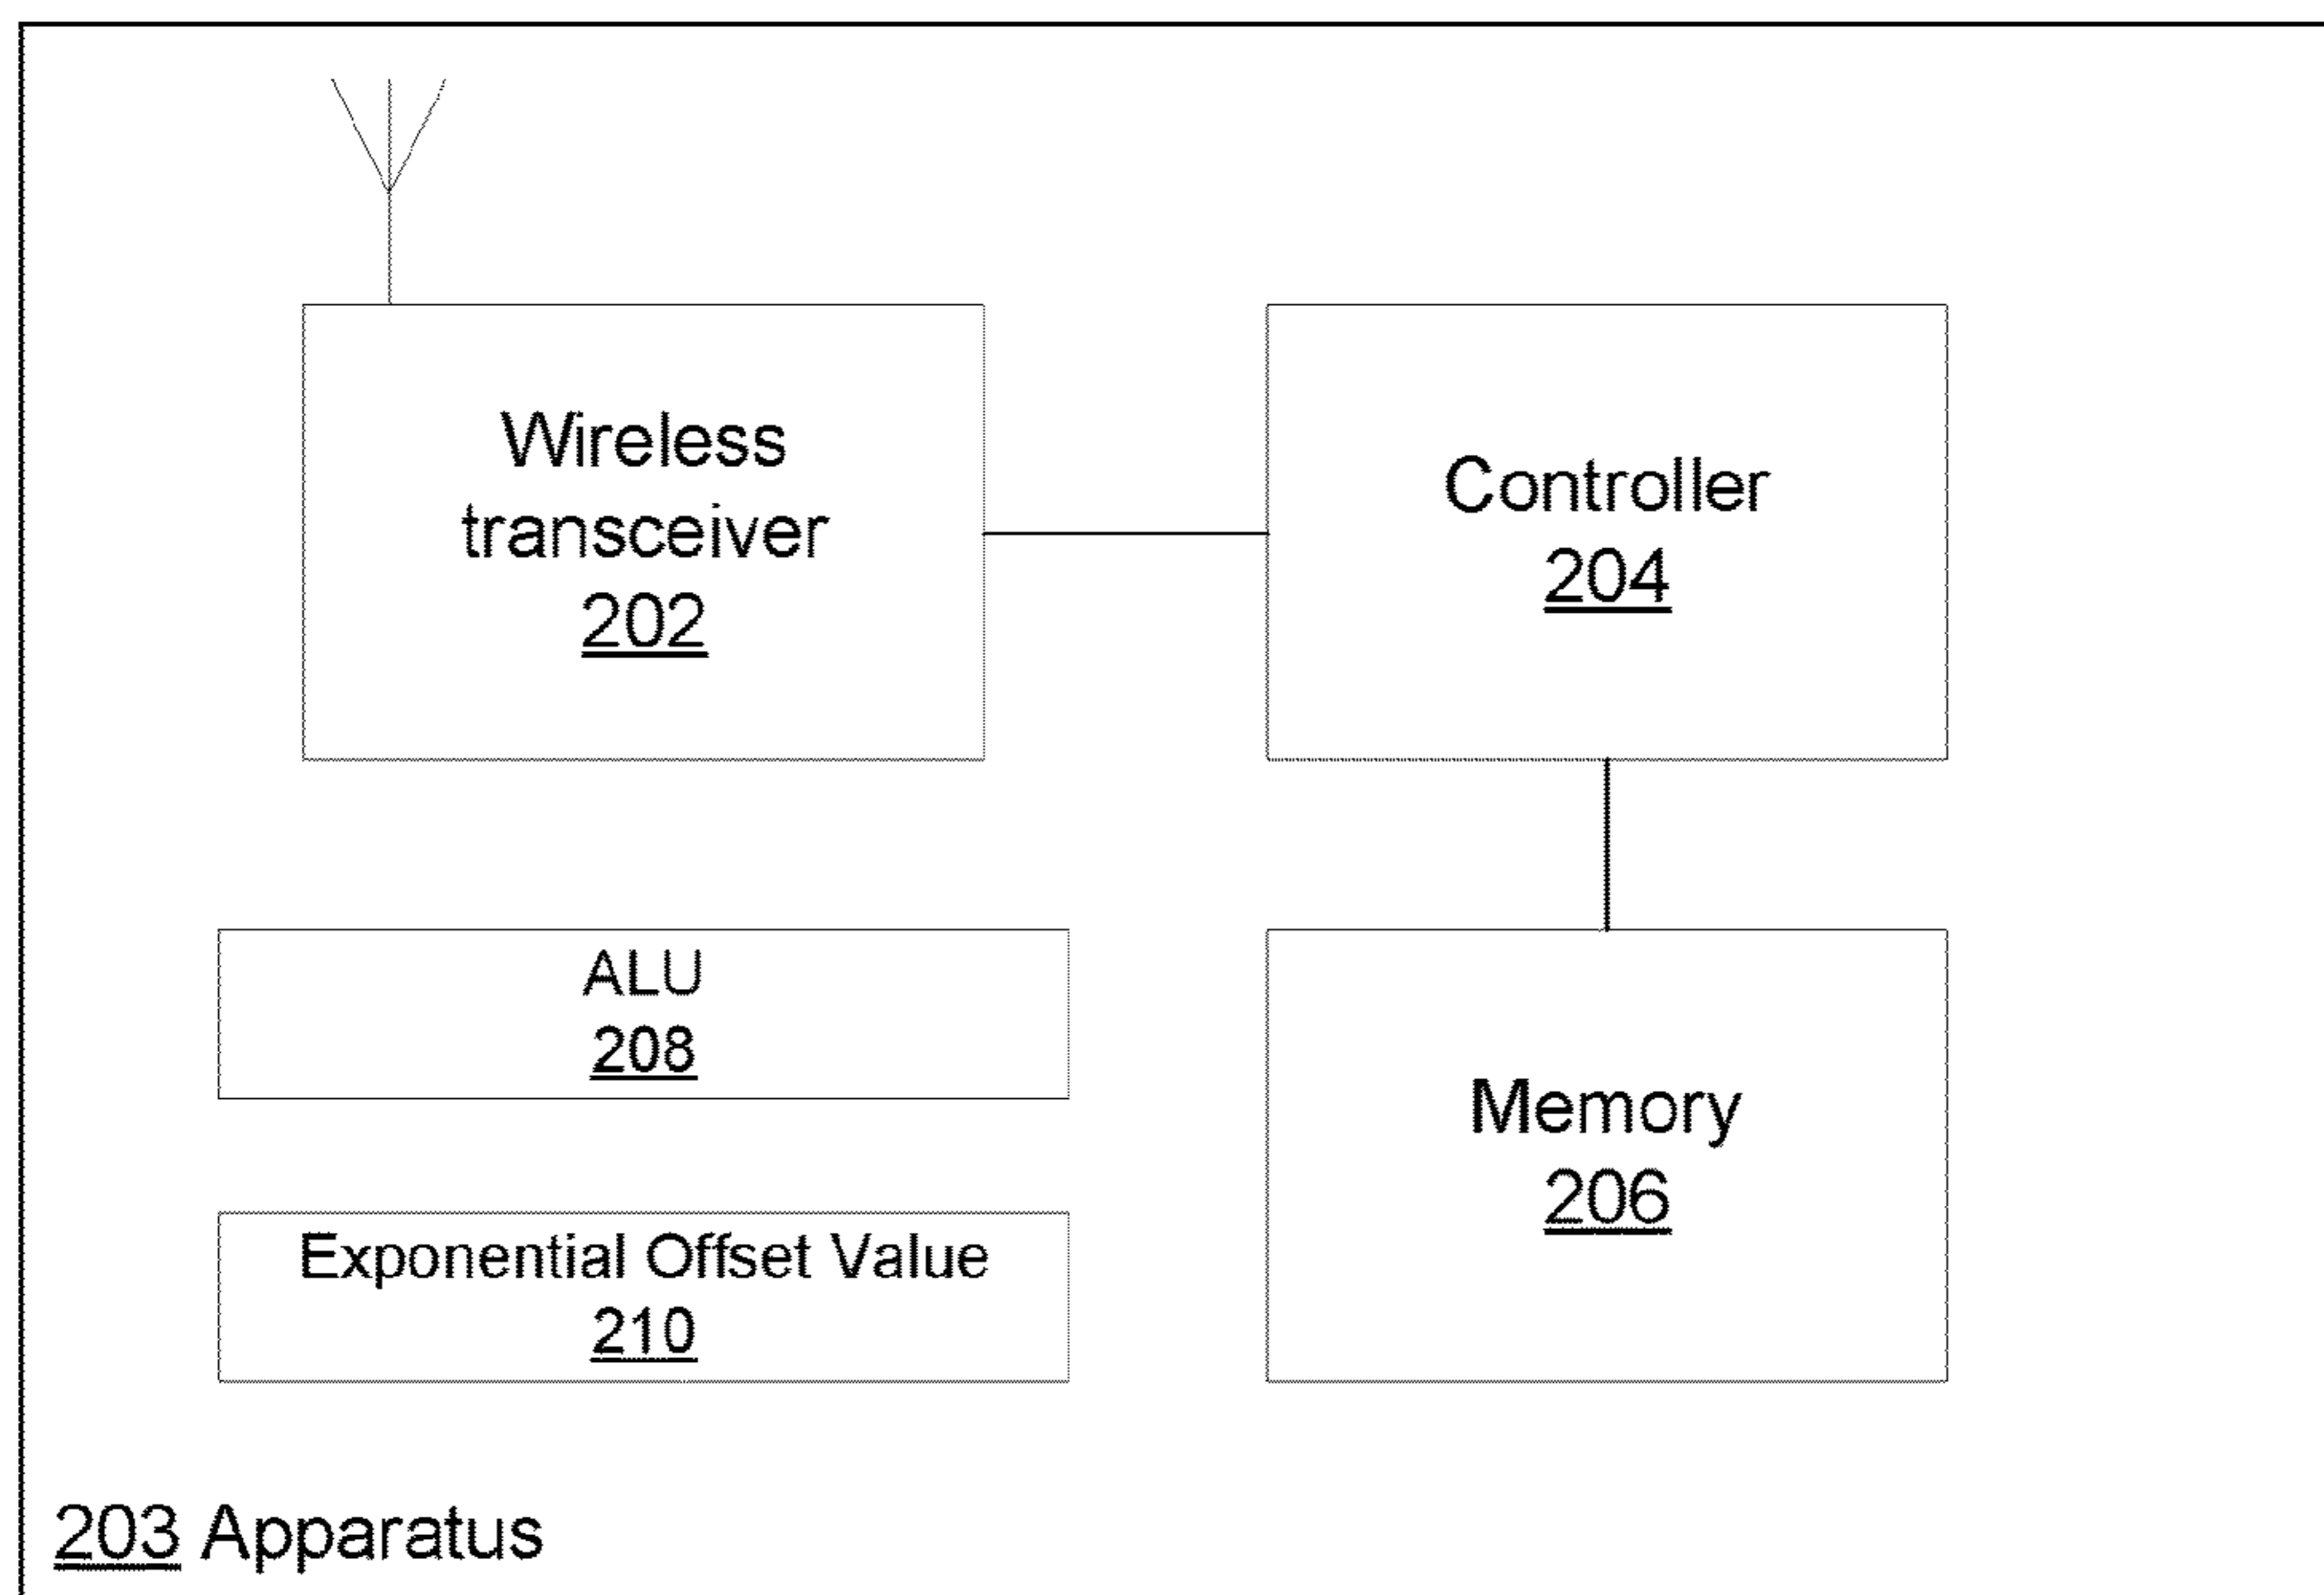 Wireless
transceiver
202
Controller
204
ALU
208
Memory
206
Exponential Offset Value
210
203 Apparatus